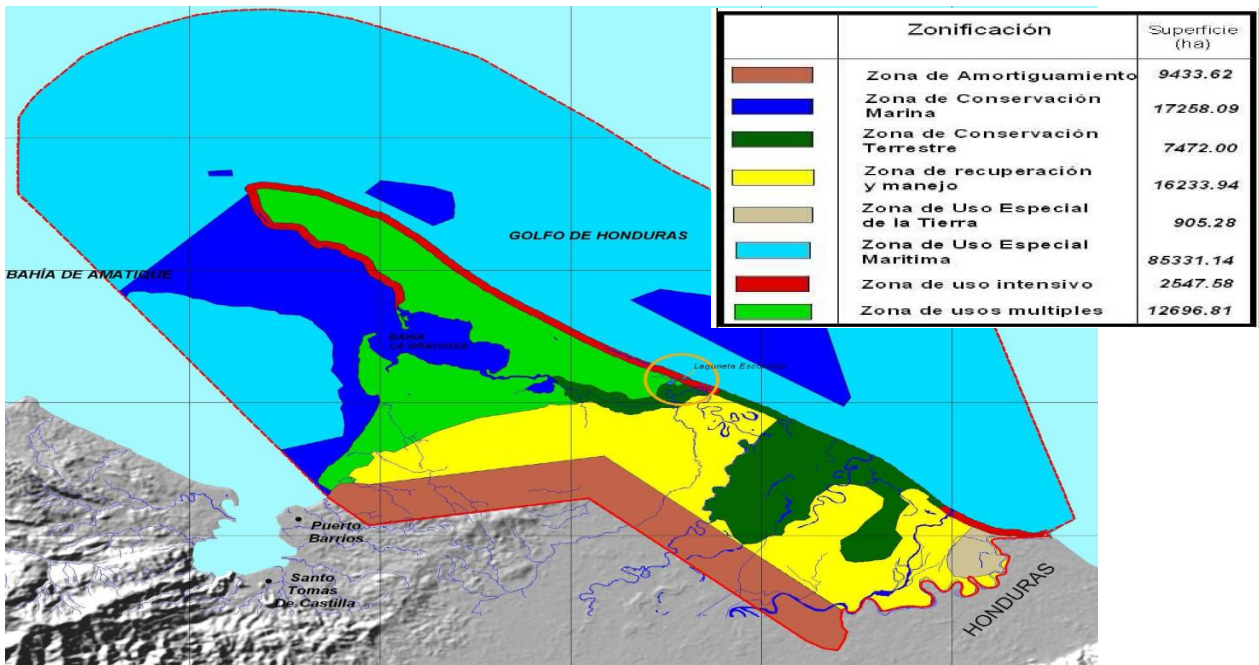 Zonificación
Superficie
(ha)
Zona de Amortiguamiento 9433.62
Zona de Conservación
Marina 17258.09
Zona de Conservación
Terrestre 7472.00
Zona de recuperación
y manejo 16233.94
Zona de Uso Especial
de la Tierra 905.28
Zona de Uso Especial
Maritima 85331.14
Zona de uso intensivo 2547.58
Zona de usos multiples 12696.81
GOLFO DE HONDURAS
BAHÍA DE AMATIQUE
BAHÍA
LA GRACIOSA
Laguneta
Puerto
Barrios
Santo
Tomas
De Castilla
HONDURAS